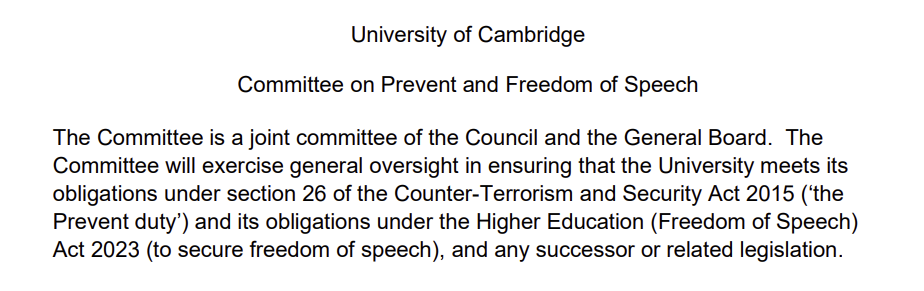 University of Cambridge
Committee on Prevent and Freedom of Speech
The Committee is a joint committee of the Council and the General Board.  The
Committee will exercise general oversight in ensuring that the University meets its
obligations under section 26 of the Counter-Terrorism and Security Act 2015 (‘the
Prevent duty’) and its obligations under the Higher Education (Freedom of Speech)
Act 2023 (to secure freedom of speech), and any successor or related legislation.